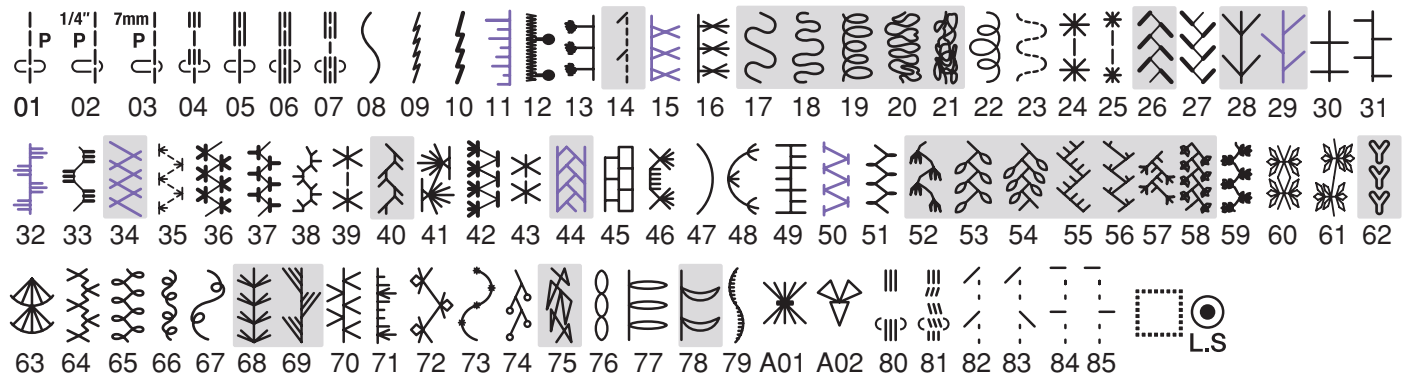 1/4" 7mm
P P P
01 02 03 04 05 06 07 08 09 10 11 12 13 14 15 16 17 18 19 20 21 22 23 24 25 26 27 28 29 30 31
32 33 34 35 36 37 38 39 40 41 42 43 44 45 46 47 48 49 50 51 52 53 54 55 56 57 58 59 60 61 62
L.S
63 64 65 66 67 68 69 70 71 72 73 74 75 76 77 78 79 A01 A02 80 81 82 83 84 85